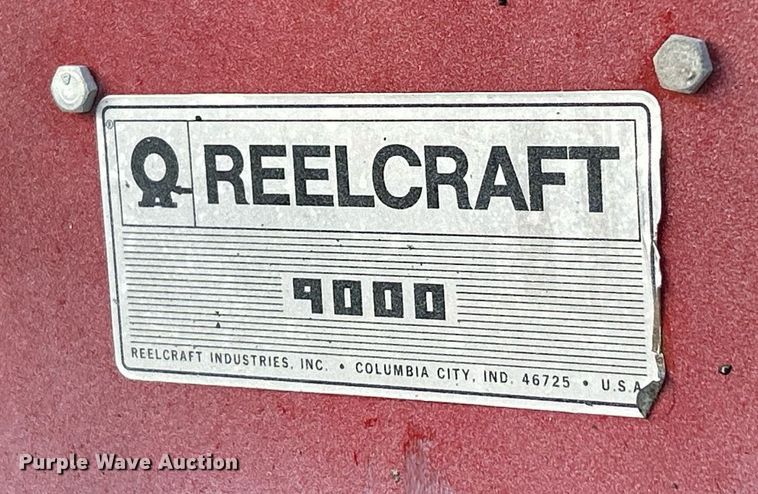 REELCRAFT
9000
REELCRAFT INDUSTRIES, INC. • COLUMBIA CITY, IND. 46725 • U.S.A
Purple Wave Auction